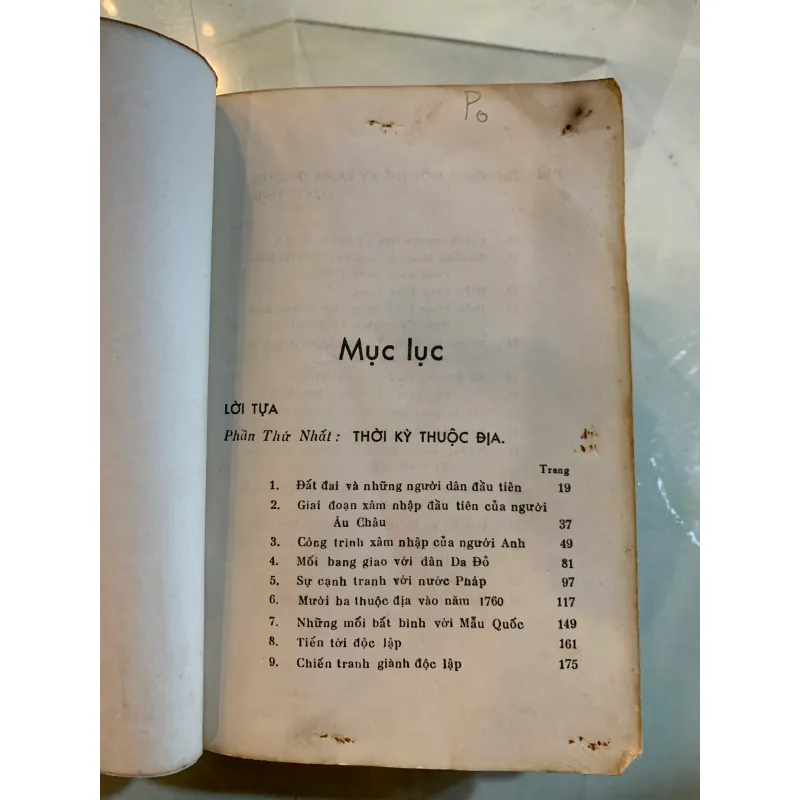 Po
Mục lục
LỜI TỰA
Phần Thứ Nhất: THỜI KỲ THUỘC ĐỊA.
Trang
1. Đất đai và những người dân đầu tiên 19
2. Giai đoạn xâm nhập đầu tiên của người
Âu Châu 37
3. Công trình xâm nhập của người Anh 49
4. Mối bang giao với dân Da Đỏ 81
5. Sự cạnh tranh với nước Pháp 97
6. Mười ba thuộc địa vào năm 1760 117
7. Những mối bất bình với Mẫu Quốc 149
8. Tiến tới độc lập 161
9. Chiến tranh giành độc lập 175